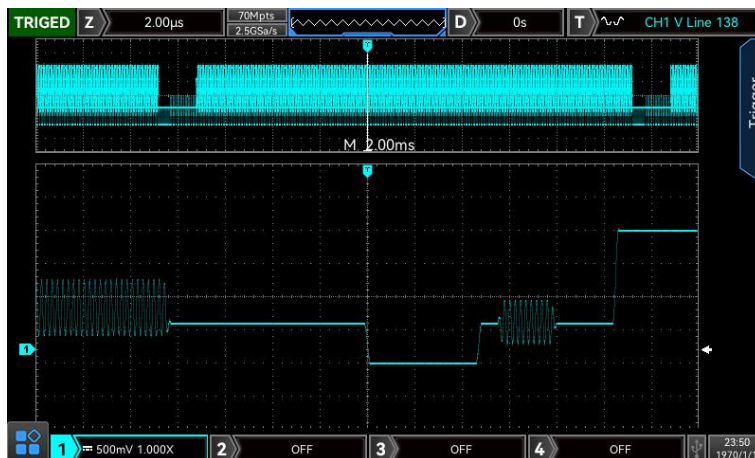 TRIGED Z 2.00µs 70Mpts 2.5GSa/s D 0s T CH1 V Line 138
T
Trigger
M 2.00ms
T
1
1 500mV 1.000X 2 OFF 3 OFF 4 OFF 23:50